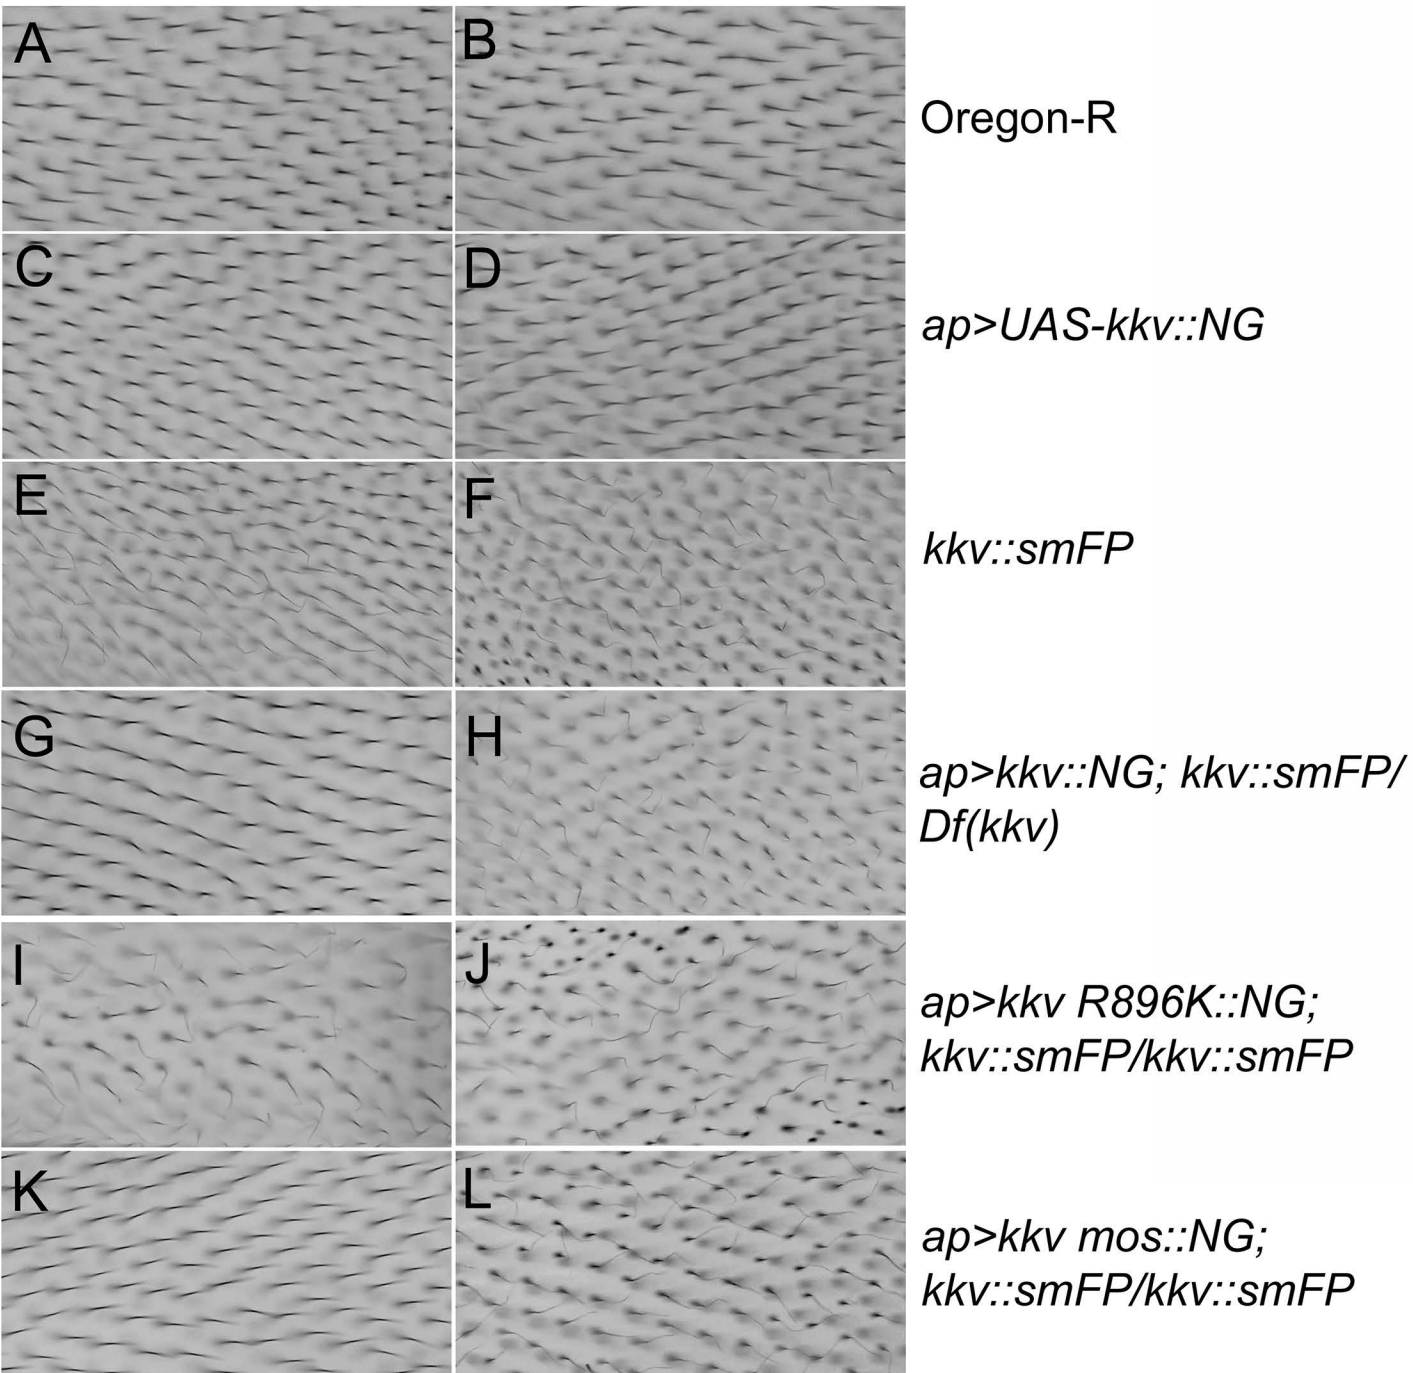 A B Oregon-R
C D ap>UAS-kkv::NG
E F kkv::smFP
G H ap>kkv::NG; kkv::smFP/
Df(kkv)
I J ap>kkv R896K::NG;
kkv::smFP/kkv::smFP
K L ap>kkv mos::NG;
kkv::smFP/kkv::smFP